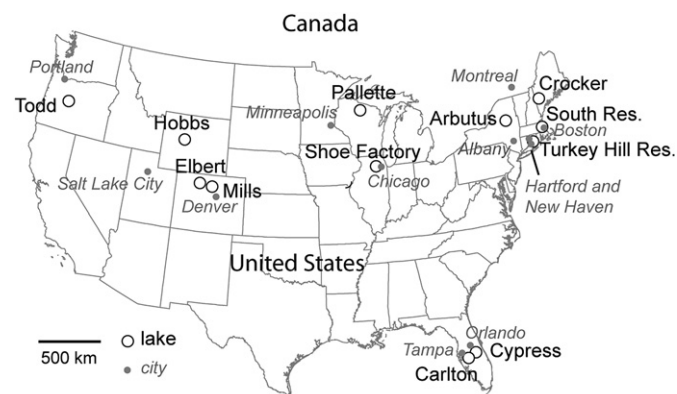 Canada
Portland
Todd
Hobbs
Minneapolis
Pallette
Montreal
Crocker
Arbutus
South Res.
Boston
Albany
Turkey Hill Res.
Elbert
Shoe Factory
Salt Lake City
Mills
Chicago
Denver
Hartford and
New Haven
United States
lake
500 km
city
Orlando
Tampa
Cypress
Carlton